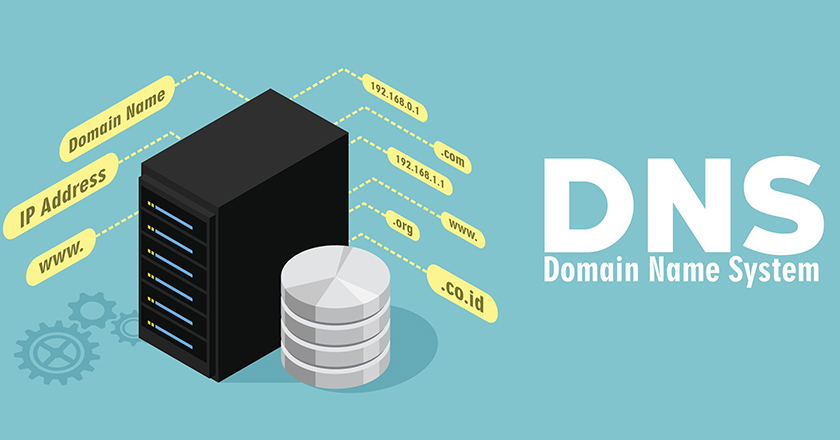 Domain Name
IP Address
www.
192.168.0.1
.com
192.168.1.1
www.
.org
.co.id
DNS
Domain Name System